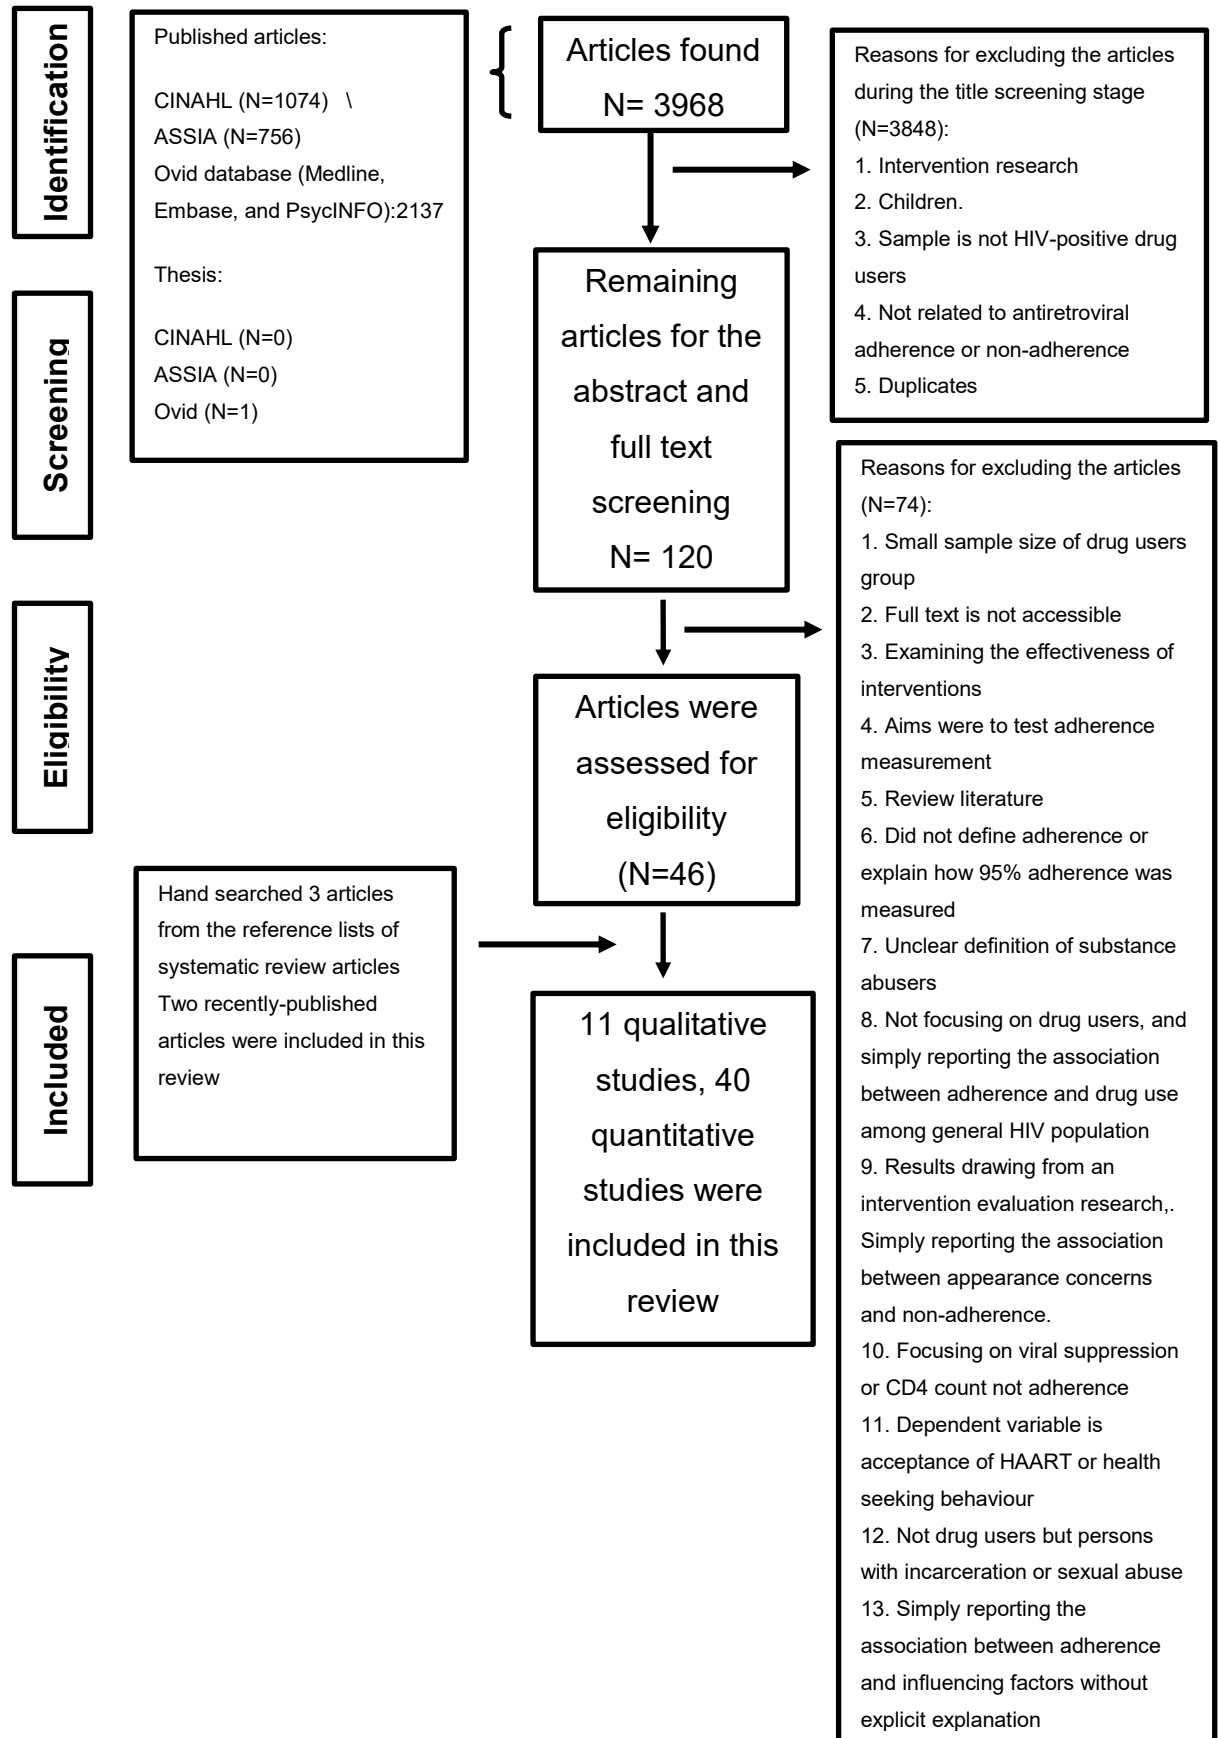 Identification
Published articles:
CINAHL (N=1074) \
ASSIA (N=756)
Ovid database (Medline,
Embase, and PsycINFO):2137
Thesis:
CINAHL (N=0)
ASSIA (N=0)
Ovid (N=1)
Articles found
N= 3968
Reasons for excluding the articles
during the title screening stage
(N=3848):
1. Intervention research
2. Children.
3. Sample is not HIV-positive drug
users
4. Not related to antiretroviral
adherence or non-adherence
5. Duplicates
Screening
Remaining
articles for the
abstract and
full text
screening
N= 120
Reasons for excluding the articles
(N=74):
1. Small sample size of drug users
group
2. Full text is not accessible
3. Examining the effectiveness of
interventions
4. Aims were to test adherence
measurement
5. Review literature
6. Did not define adherence or
explain how 95% adherence was
measured
7. Unclear definition of substance
abusers
8. Not focusing on drug users, and
simply reporting the association
between adherence and drug use
among general HIV population
9. Results drawing from an
intervention evaluation research,.
Simply reporting the association
between appearance concerns
and non-adherence.
10. Focusing on viral suppression
or CD4 count not adherence
11. Dependent variable is
acceptance of HAART or health
seeking behaviour
12. Not drug users but persons
with incarceration or sexual abuse
13. Simply reporting the
association between adherence
and influencing factors without
explicit explanation
Eligibility
Articles were
assessed for
eligibility
(N=46)
Hand searched 3 articles
from the reference lists of
systematic review articles
Two recently-published
articles were included in this
review
Included
11 qualitative
studies, 40
quantitative
studies were
included in this
review